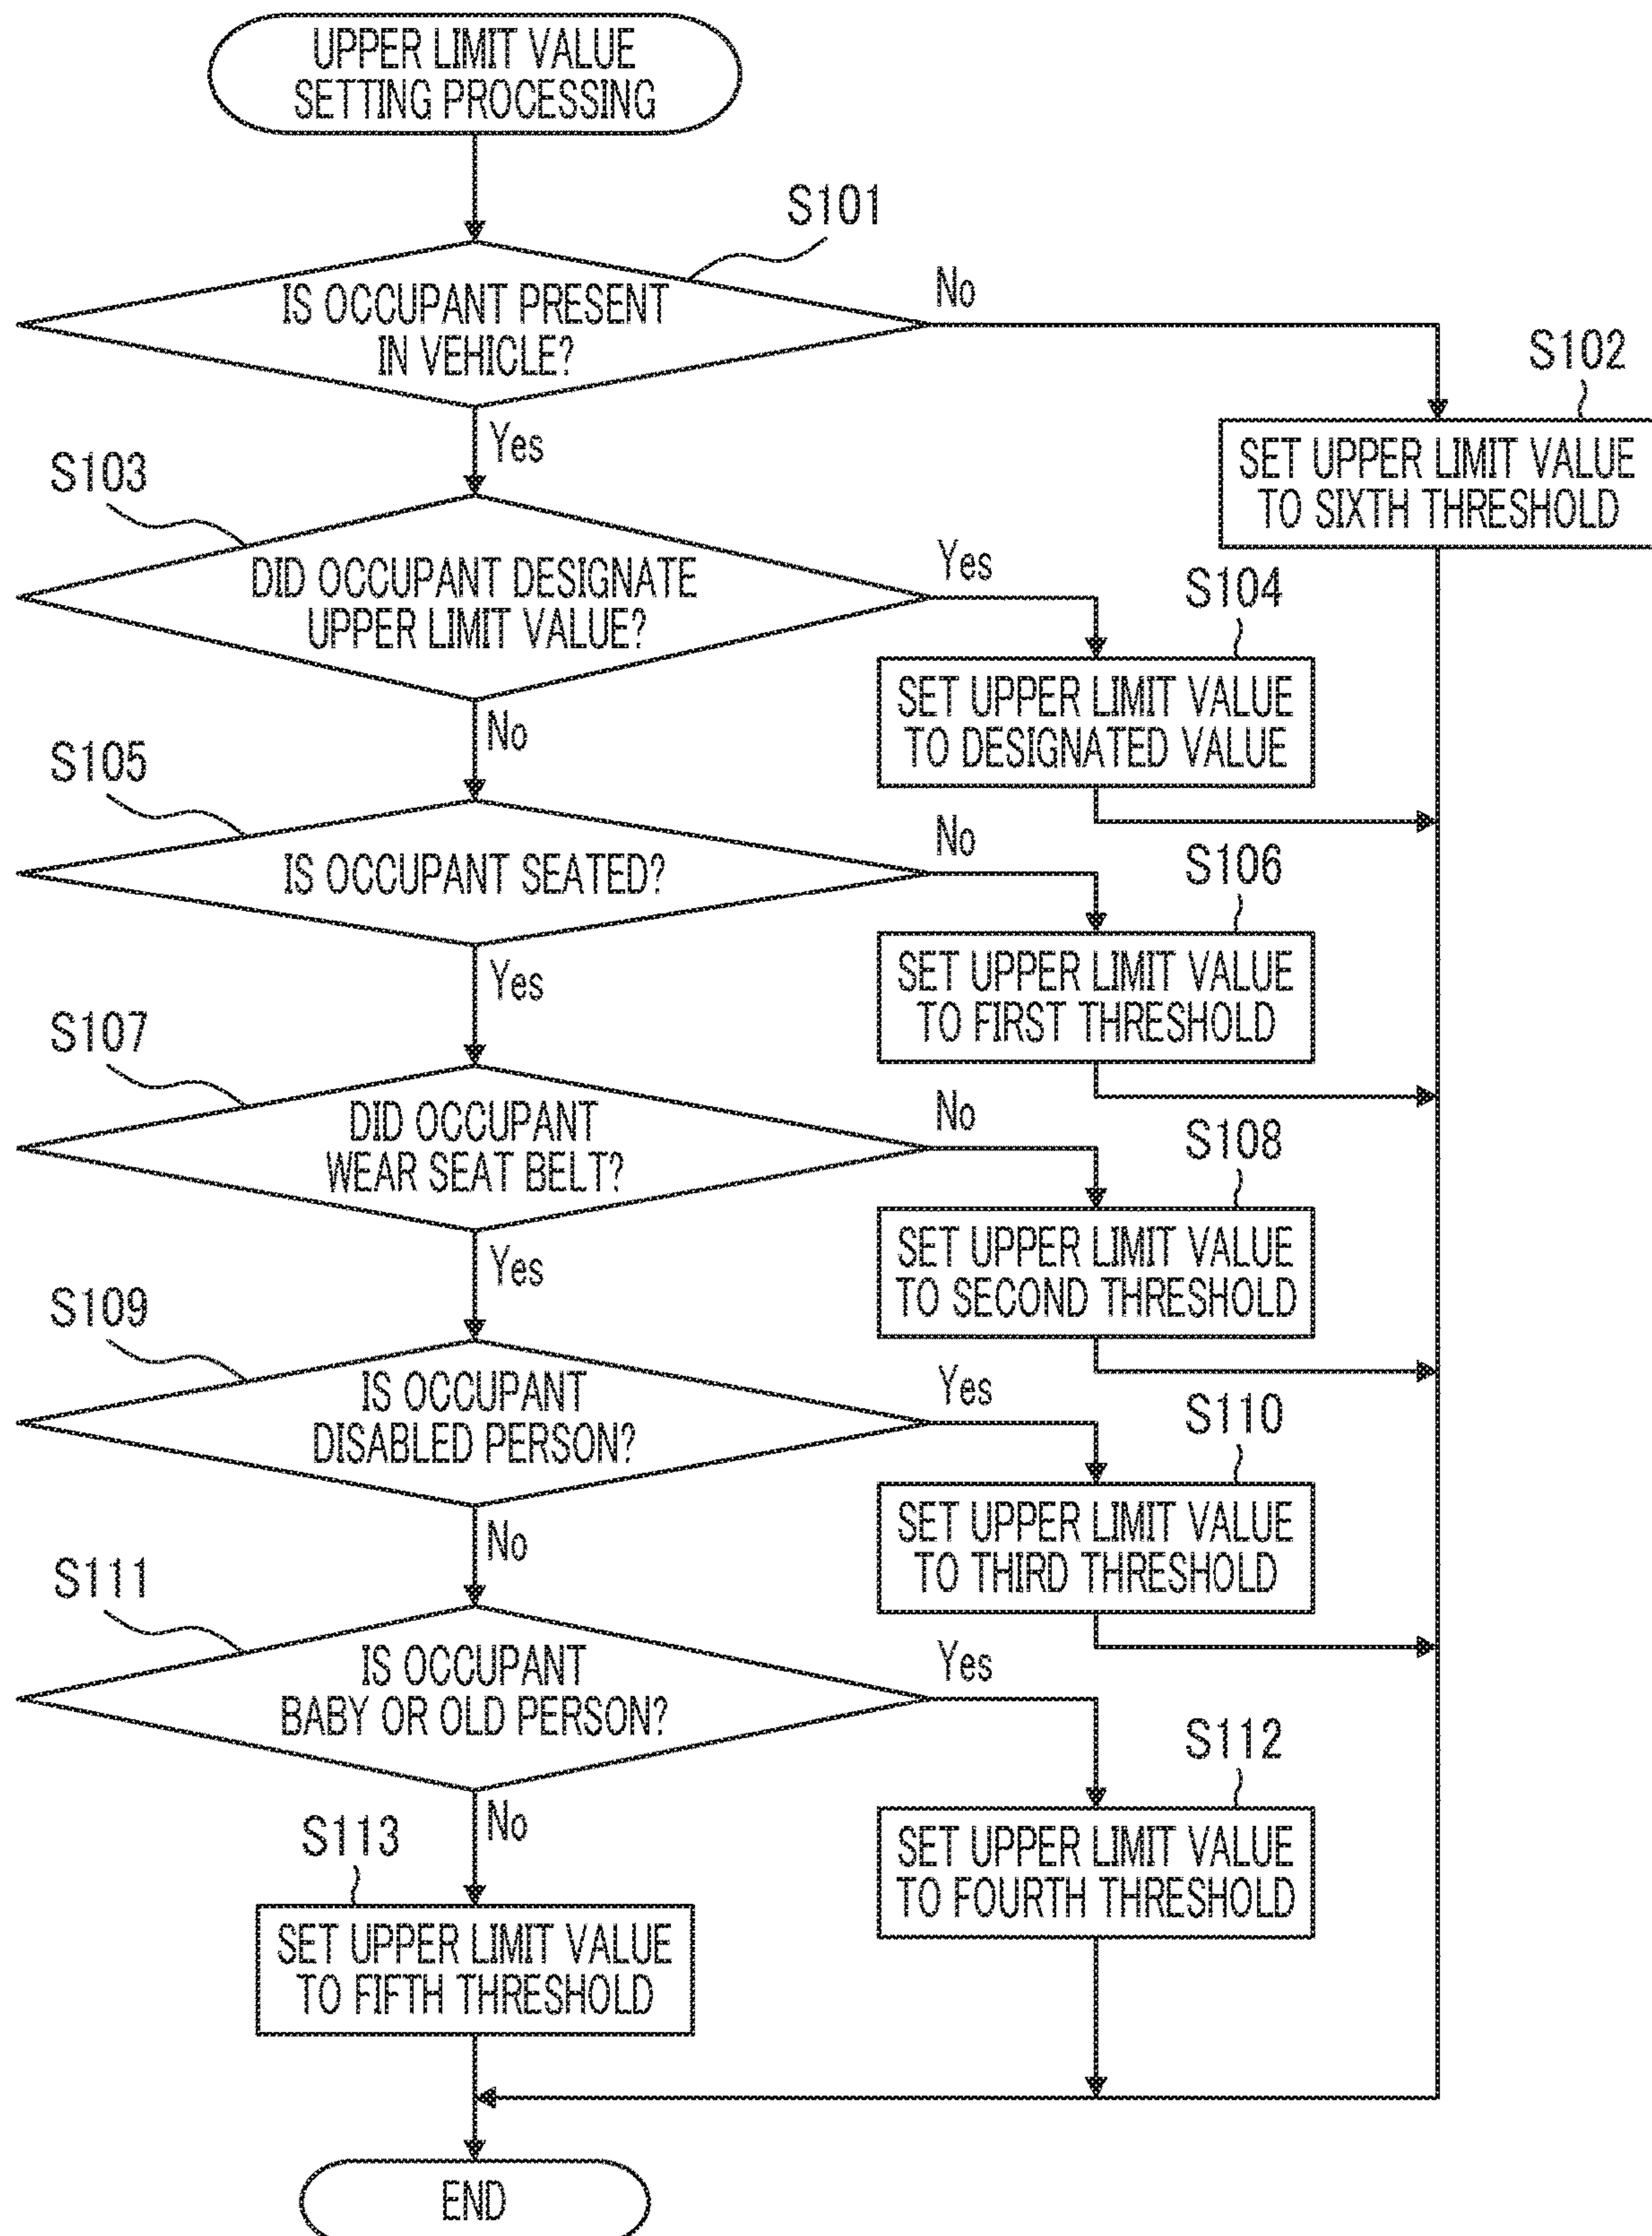 UPPER LIMIT VALUE
SETTING PROCESSING
S101
IS OCCUPANT PRESENT
IN VEHICLE?
No
Yes
S102
SET UPPER LIMIT VALUE
TO SIXTH THRESHOLD
S103
DID OCCUPANT DESIGNATE
UPPER LIMIT VALUE?
Yes
No
S104
SET UPPER LIMIT VALUE
TO DESIGNATED VALUE
S105
IS OCCUPANT SEATED?
No
Yes
S106
SET UPPER LIMIT VALUE
TO FIRST THRESHOLD
S107
DID OCCUPANT
WEAR SEAT BELT?
No
Yes
S108
SET UPPER LIMIT VALUE
TO SECOND THRESHOLD
S109
IS OCCUPANT
DISABLED PERSON?
Yes
No
S110
SET UPPER LIMIT VALUE
TO THIRD THRESHOLD
S111
IS OCCUPANT
BABY OR OLD PERSON?
Yes
No
S112
SET UPPER LIMIT VALUE
TO FOURTH THRESHOLD
S113
SET UPPER LIMIT VALUE
TO FIFTH THRESHOLD
END